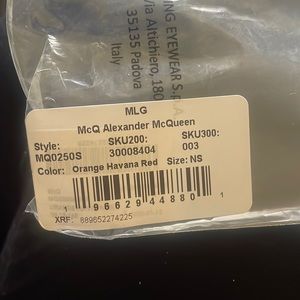 ING EYEWEAR S.p.A.
Via Altichiero, 180
35135 Padova
Italy
MLG
McQ Alexander McQueen
Style: SKU200: SKU300:
MQ0250S 30008404 003
Color: Orange Havana Red Size: NS
1 96629 44880 1
XRF: 889652274225